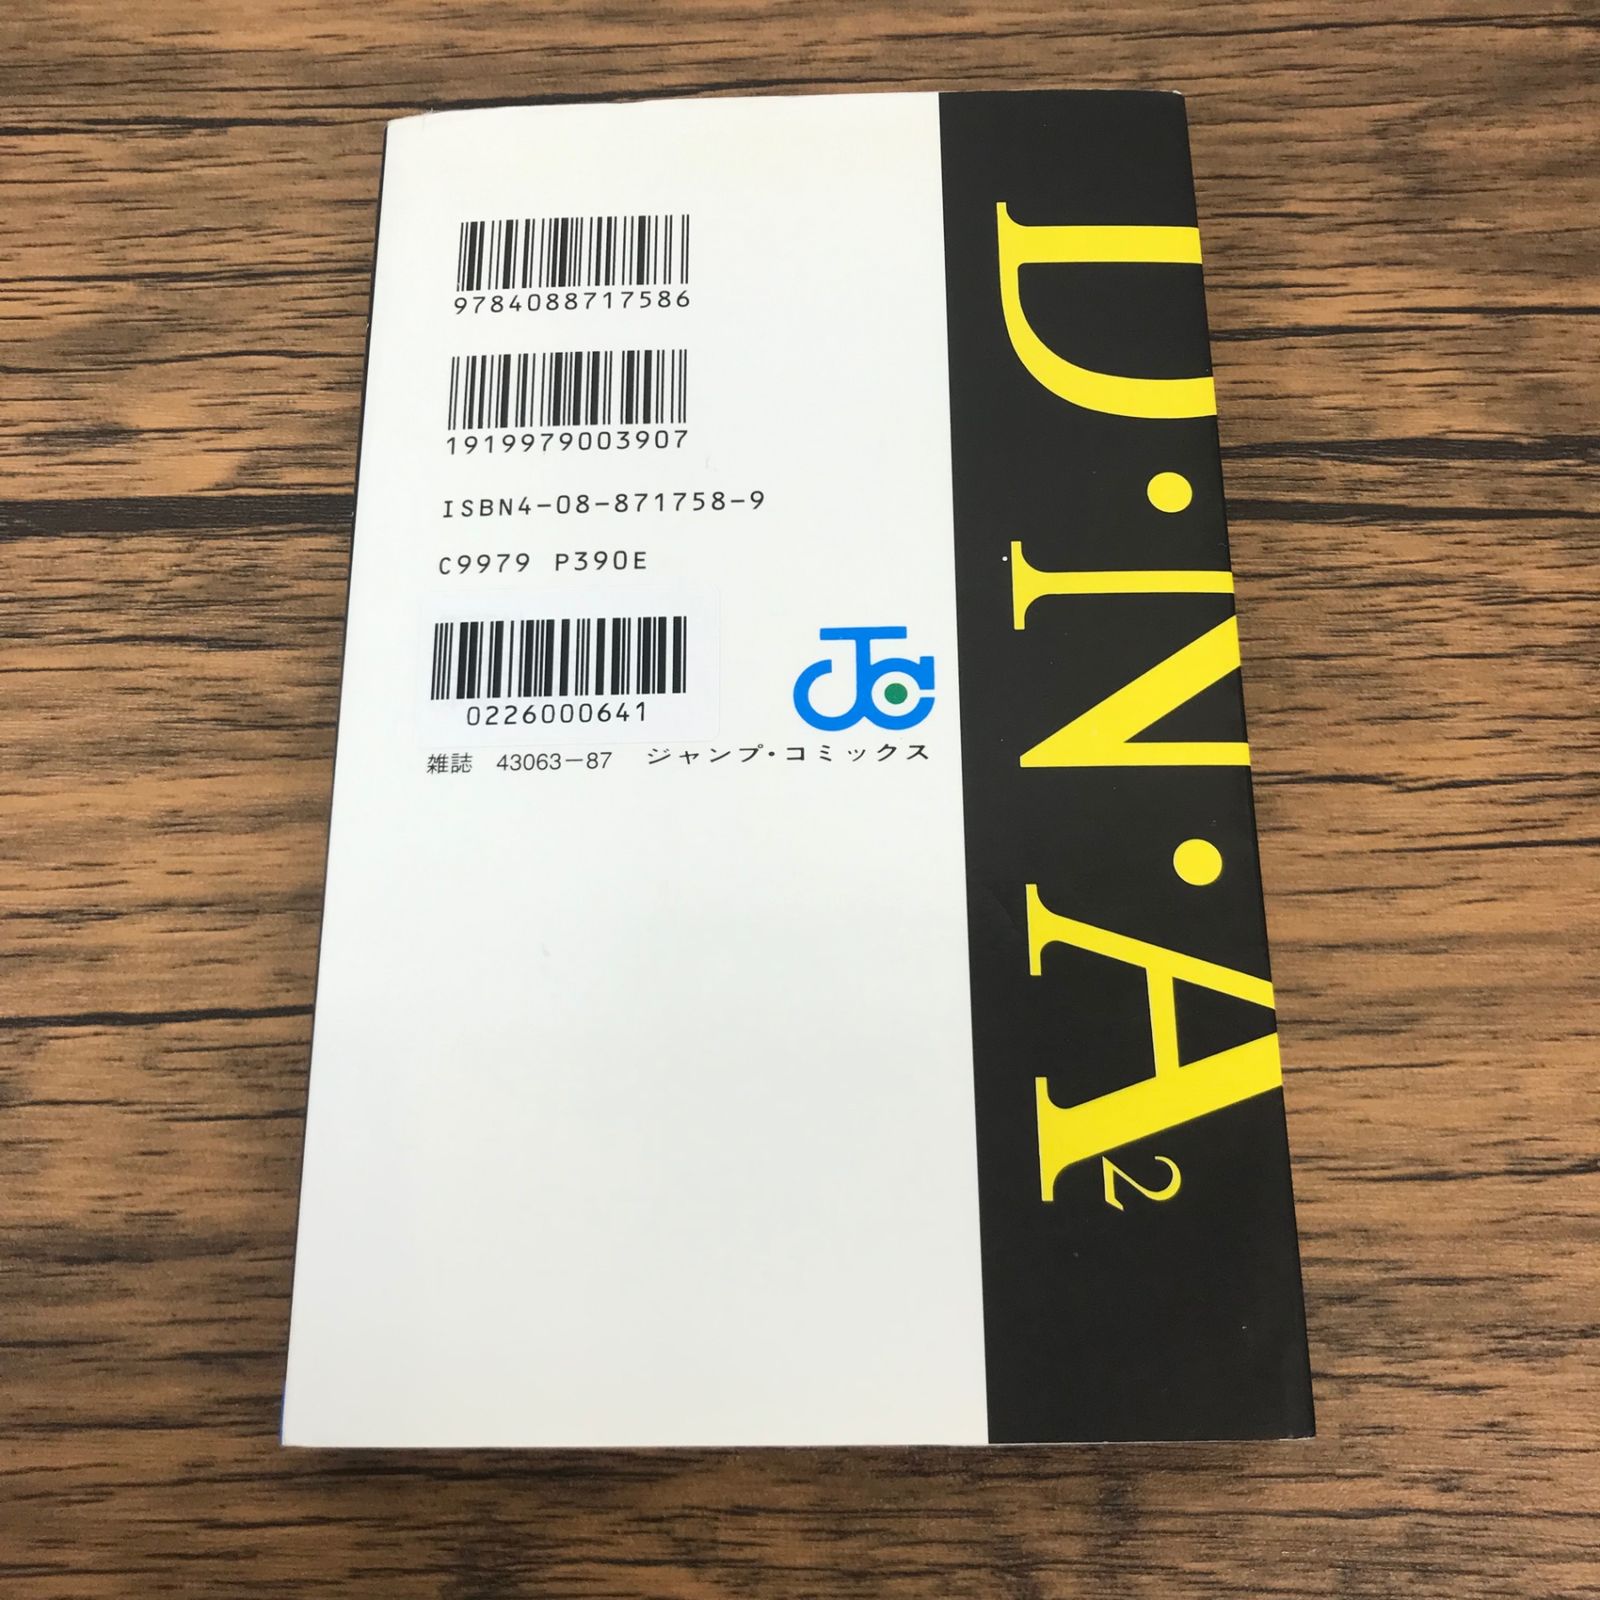 9784088717586
1919979003907
ISBN4-08-871758-9
C9979 P390E
0226000641
雑誌 43063-87 ジャンプ・コミックス
JC
D・N・A²